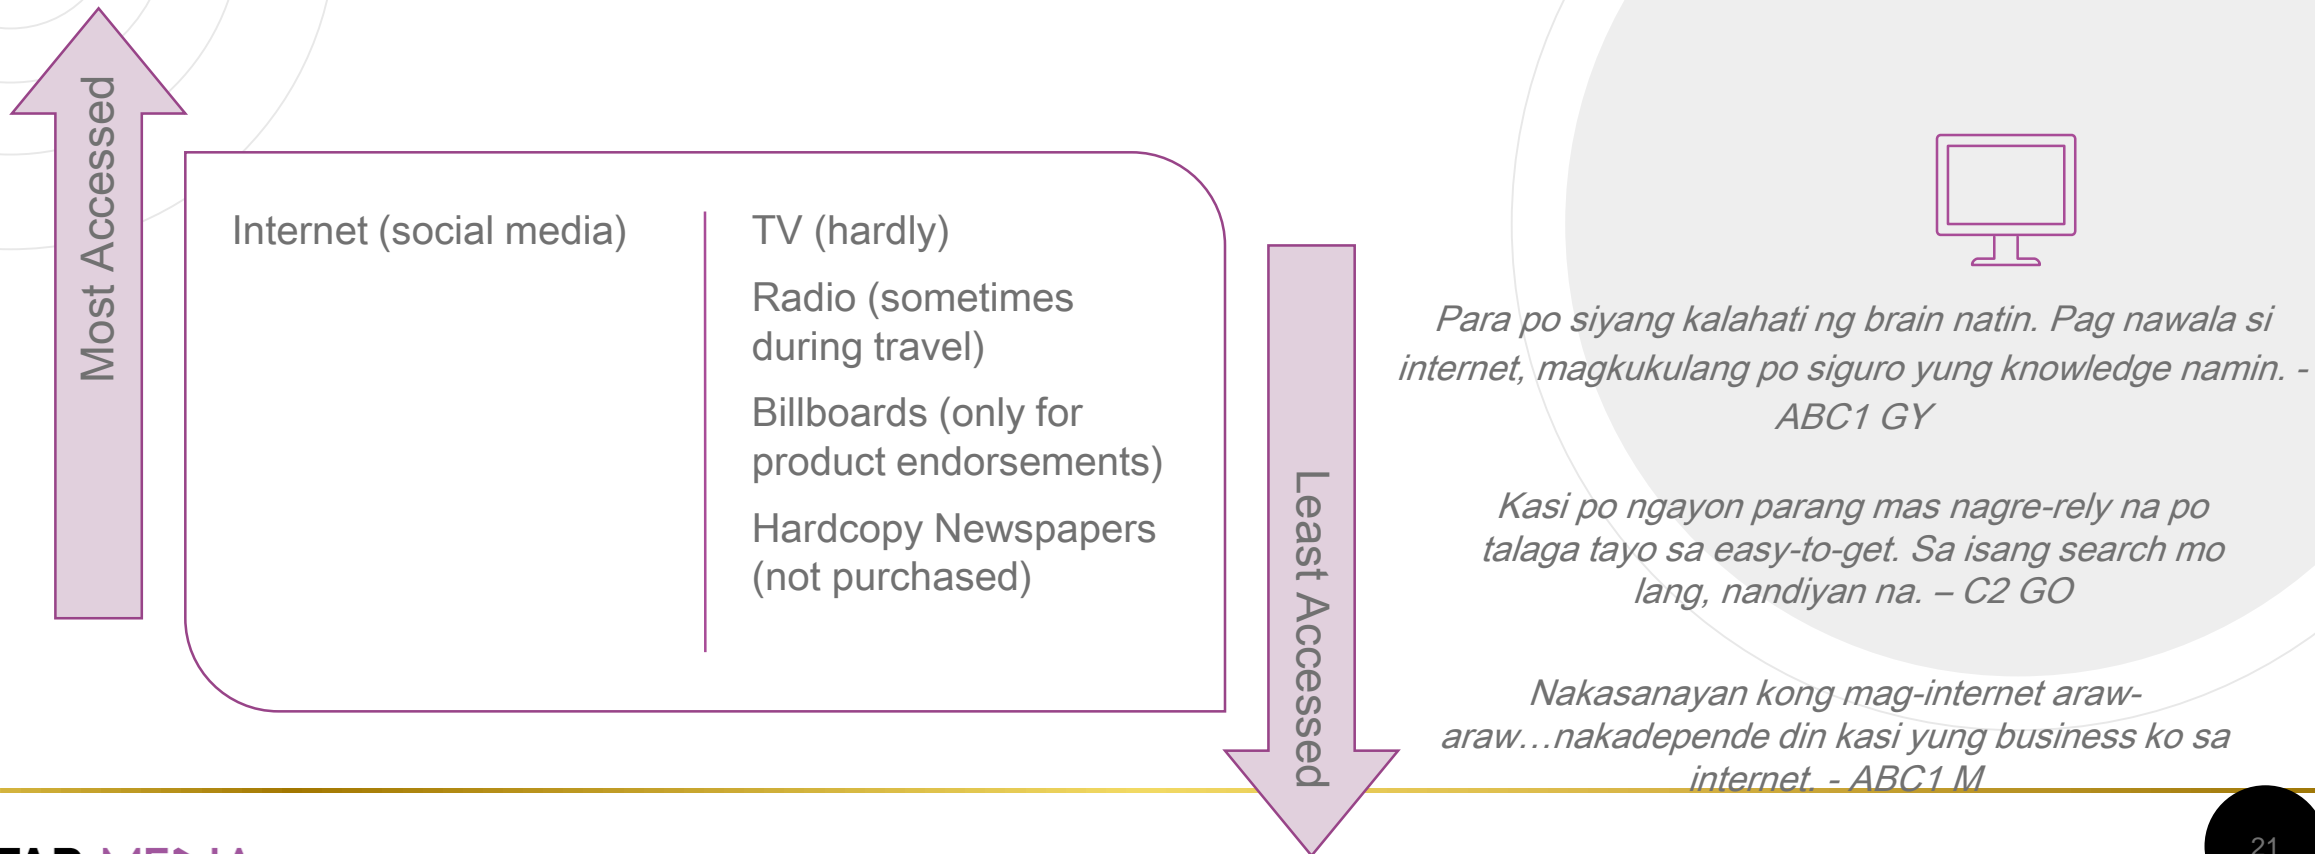 Most Accessed
Internet (social media)
TV (hardly)
Radio (sometimes
during travel)
Billboards (only for
product endorsements)
Hardcopy Newspapers
(not purchased)
Least Accessed
Para po siyang kalahati ng brain natin. Pag nawala si
internet, magkukulang po siguro yung knowledge namin. -
ABC1 GY
Kasi po ngayon parang mas nagre-rely na po
talaga tayo sa easy-to-get. Sa isang search mo
lang, nandiyan na. – C2 GO
Nakasanayan kong mag-internet araw-
araw…nakadepende din kasi yung business ko sa
internet. - ABC1 M
21